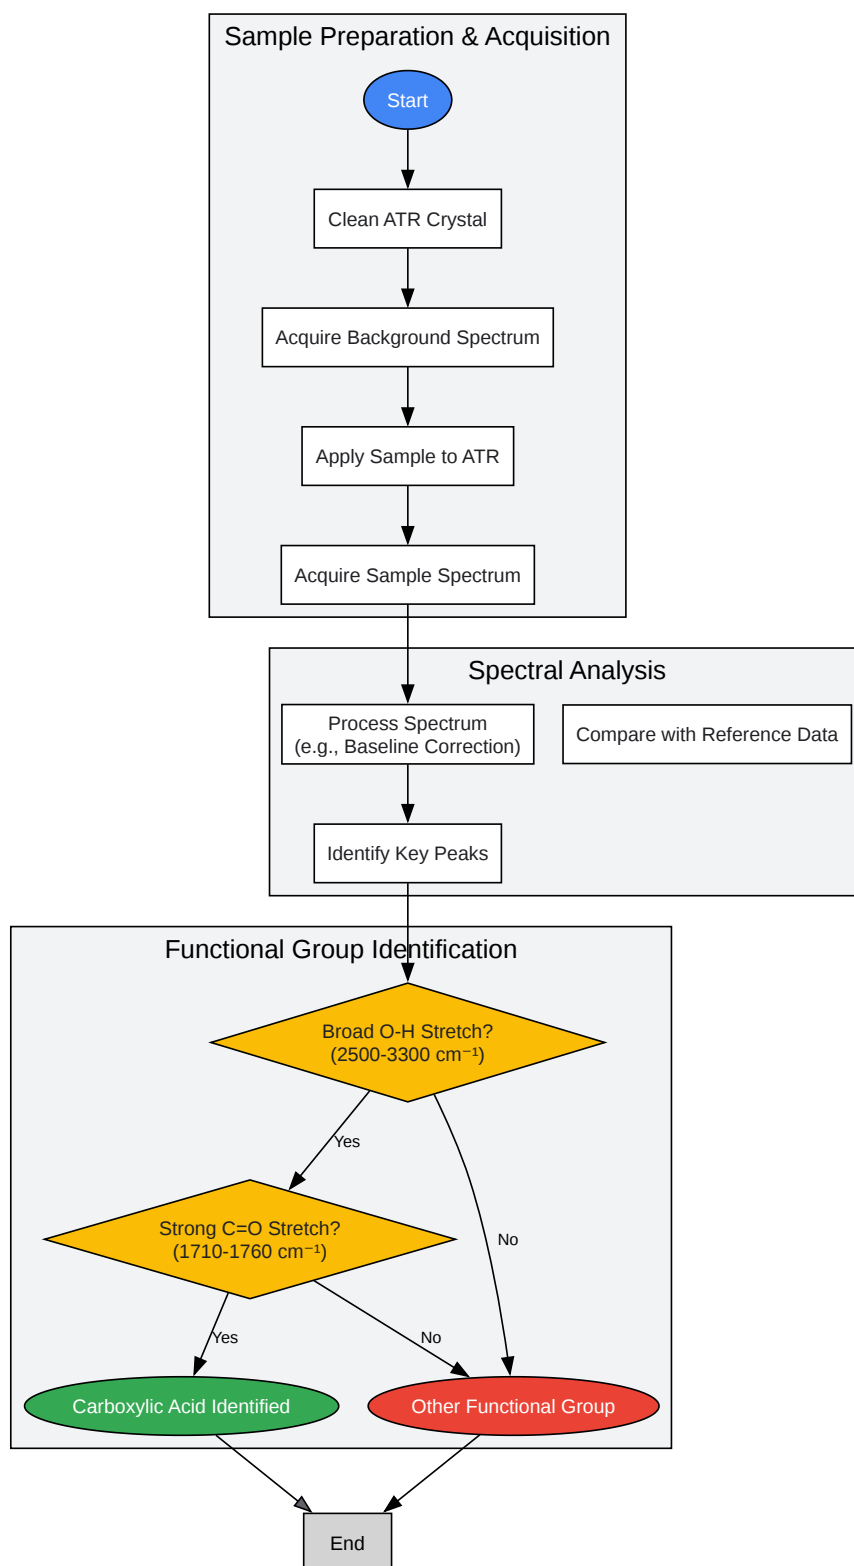 Sample Preparation & Acquisition
Start
Clean ATR Crystal
Acquire Background Spectrum
Apply Sample to ATR
Acquire Sample Spectrum
Spectral Analysis
Process Spectrum
(e.g., Baseline Correction)
Compare with Reference Data
Identify Key Peaks
Functional Group Identification
Broad O-H Stretch?
(2500-3300 cm⁻¹)
Yes
Strong C=O Stretch?
(1710-1760 cm⁻¹)
No
Yes
No
Carboxylic Acid Identified
Other Functional Group
End